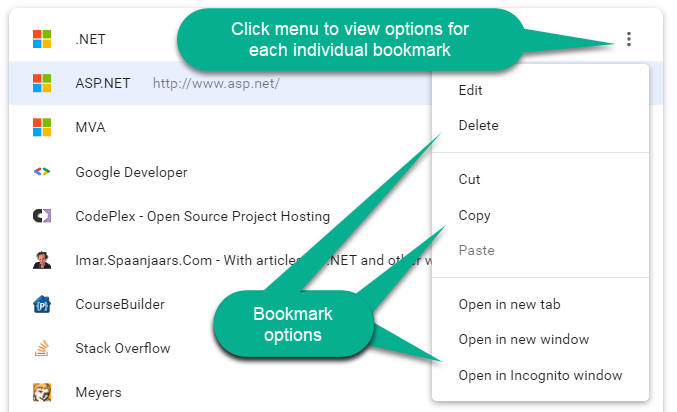 Click menu to view options for
each individual bookmark
.NET
ASP.NET http://www.asp.net/
MVA
Google Developer
CodePlex - Open Source Project Hosting
Imar.Spaanjaars.Com - With articles .NET and other
CourseBuilder
Stack Overflow
Meyers
Edit
Delete
Cut
Copy
Paste
Open in new tab
Open in new window
Open in Incognito window
Bookmark
options